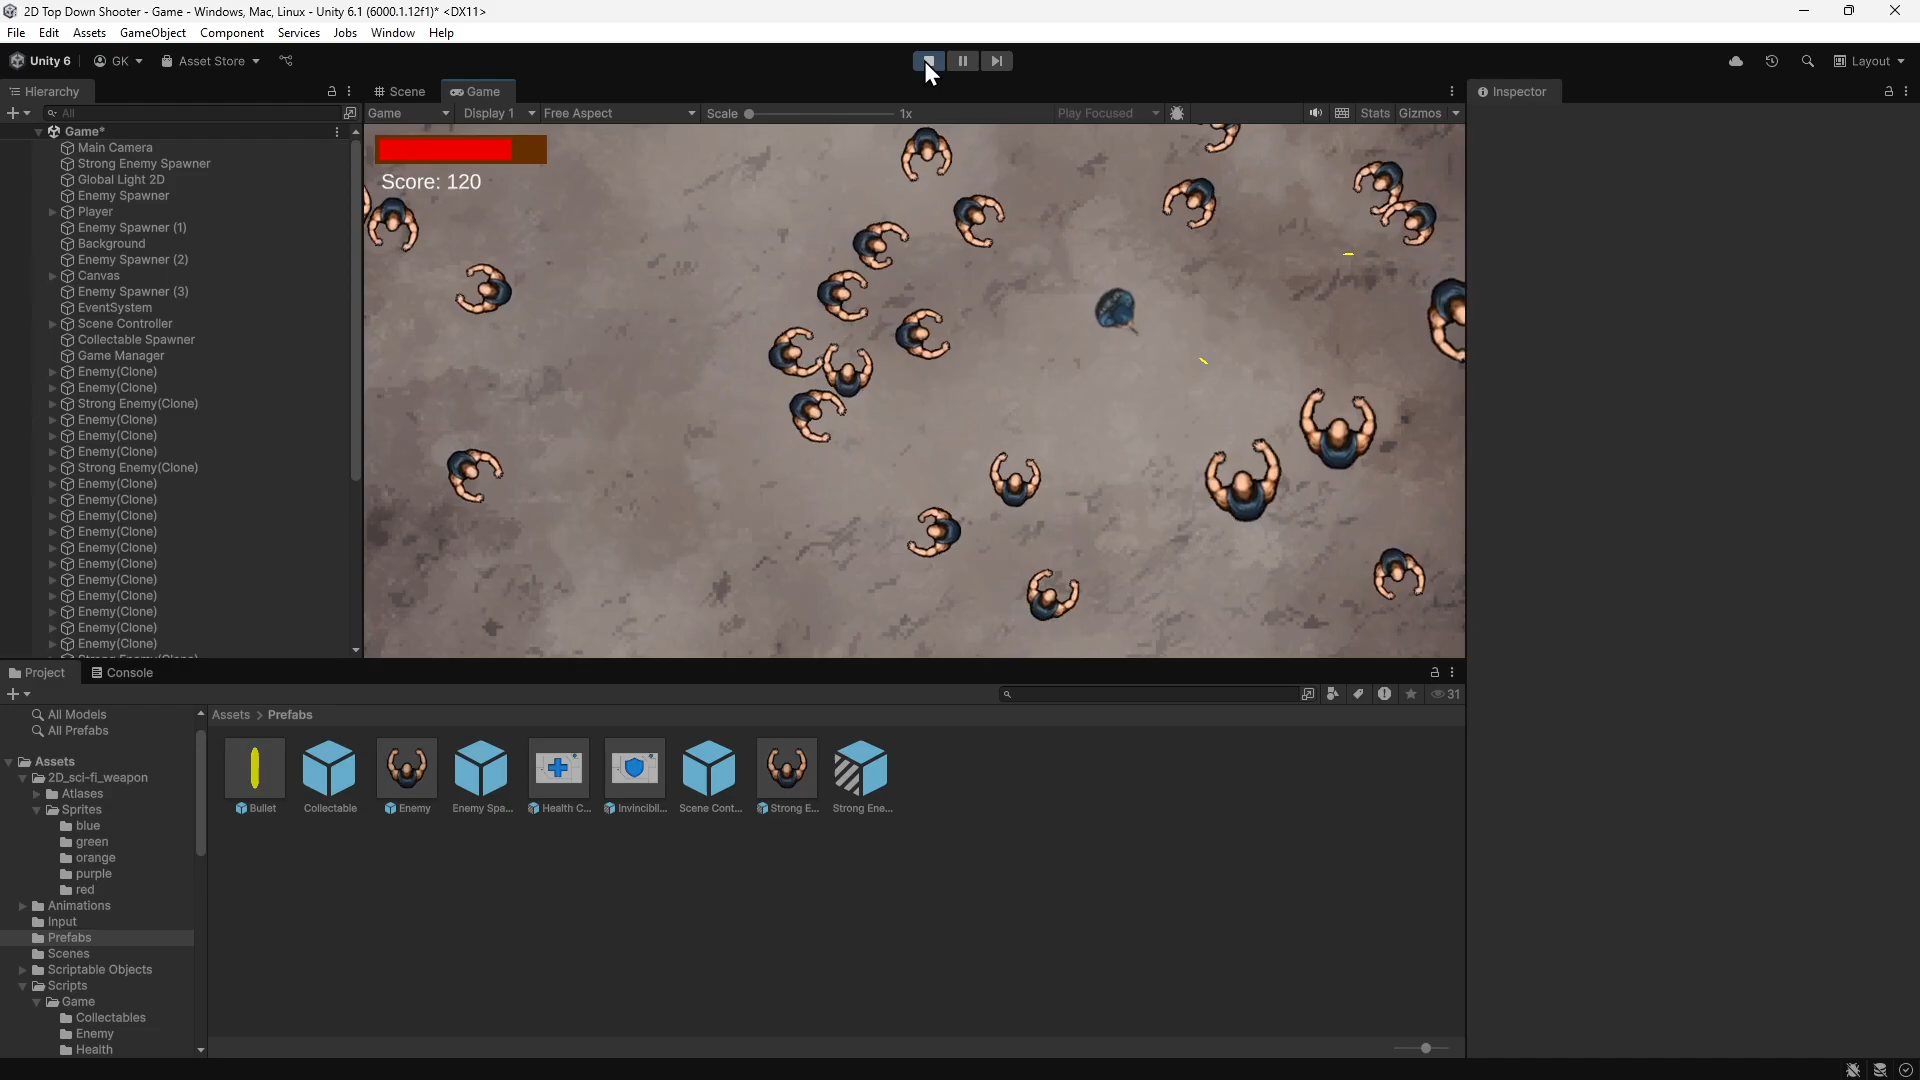 2D Top Down Shooter - Game - Windows, Mac, Linux - Unity 6.1 (6000.1.12f1)* <DX11>
File Edit Assets GameObject Component Services Jobs Window Help
Unity 6 GK Asset Store Layout
Hierarchy Scene Game Inspector
All Game Display 1 Free Aspect Scale 1x Play Focused Stats Gizmos
Game*
Main Camera
Strong Enemy Spawner
Score: 120
Global Light 2D
Enemy Spawner
Player
Enemy Spawner (1)
Background
Enemy Spawner (2)
Canvas
Enemy Spawner (3)
EventSystem
Scene Controller
Collectable Spawner
Game Manager
Enemy(Clone)
Enemy(Clone)
Strong Enemy(Clone)
Enemy(Clone)
Enemy(Clone)
Enemy(Clone)
Strong Enemy(Clone)
Enemy(Clone)
Enemy(Clone)
Enemy(Clone)
Enemy(Clone)
Enemy(Clone)
Enemy(Clone)
Enemy(Clone)
Enemy(Clone)
Enemy(Clone)
Enemy(Clone)
Enemy(Clone)
Project Console
31
All Models
All Prefabs
Assets
2D_sci-fi_weapon
Atlases
Sprites
blue
green
orange
purple
red
Animations
Input
Prefabs
Scenes
Scriptable Objects
Scripts
Game
Collectables
Enemy
Health
Assets > Prefabs
Bullet Collectable Enemy Enemy Spa... Health C... Invincibil... Scene Cont... Strong E... Strong Ene...